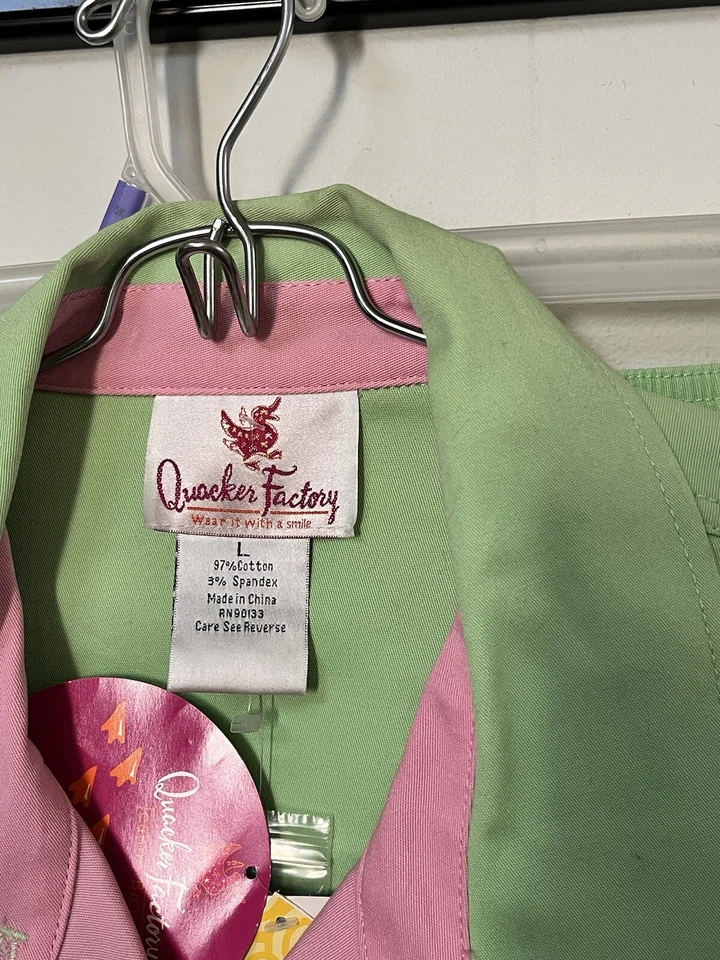 Quacker Factory
Wear it with a smile
L
97%Cotton
3% Spandex
Made in China
RN90133
Care See Reverse
Quacker Factory